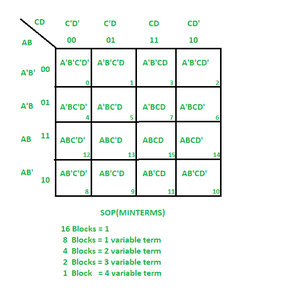 CD C'D' C'D CD CD'
00 01 11 10
AB
A'B' 00 A'B'C'D' A'B'C'D A'B'CD A'B'CD'
0 1 3 2
A'B 01 A'BC'D' A'BC'D A'BCD A'BCD'
4 5 7 6
AB 11 ABC'D' ABC'D ABCD ABCD'
12 13 15 14
AB' 10 AB'C'D' AB'C'D AB'CD AB'CD'
8 9 11 10
SOP(MINTERMS)
16 Blocks = 1
8 Blocks = 1 variable term
4 Blocks = 2 variable term
2 Blocks = 3 variable term
1 Block = 4 variable term